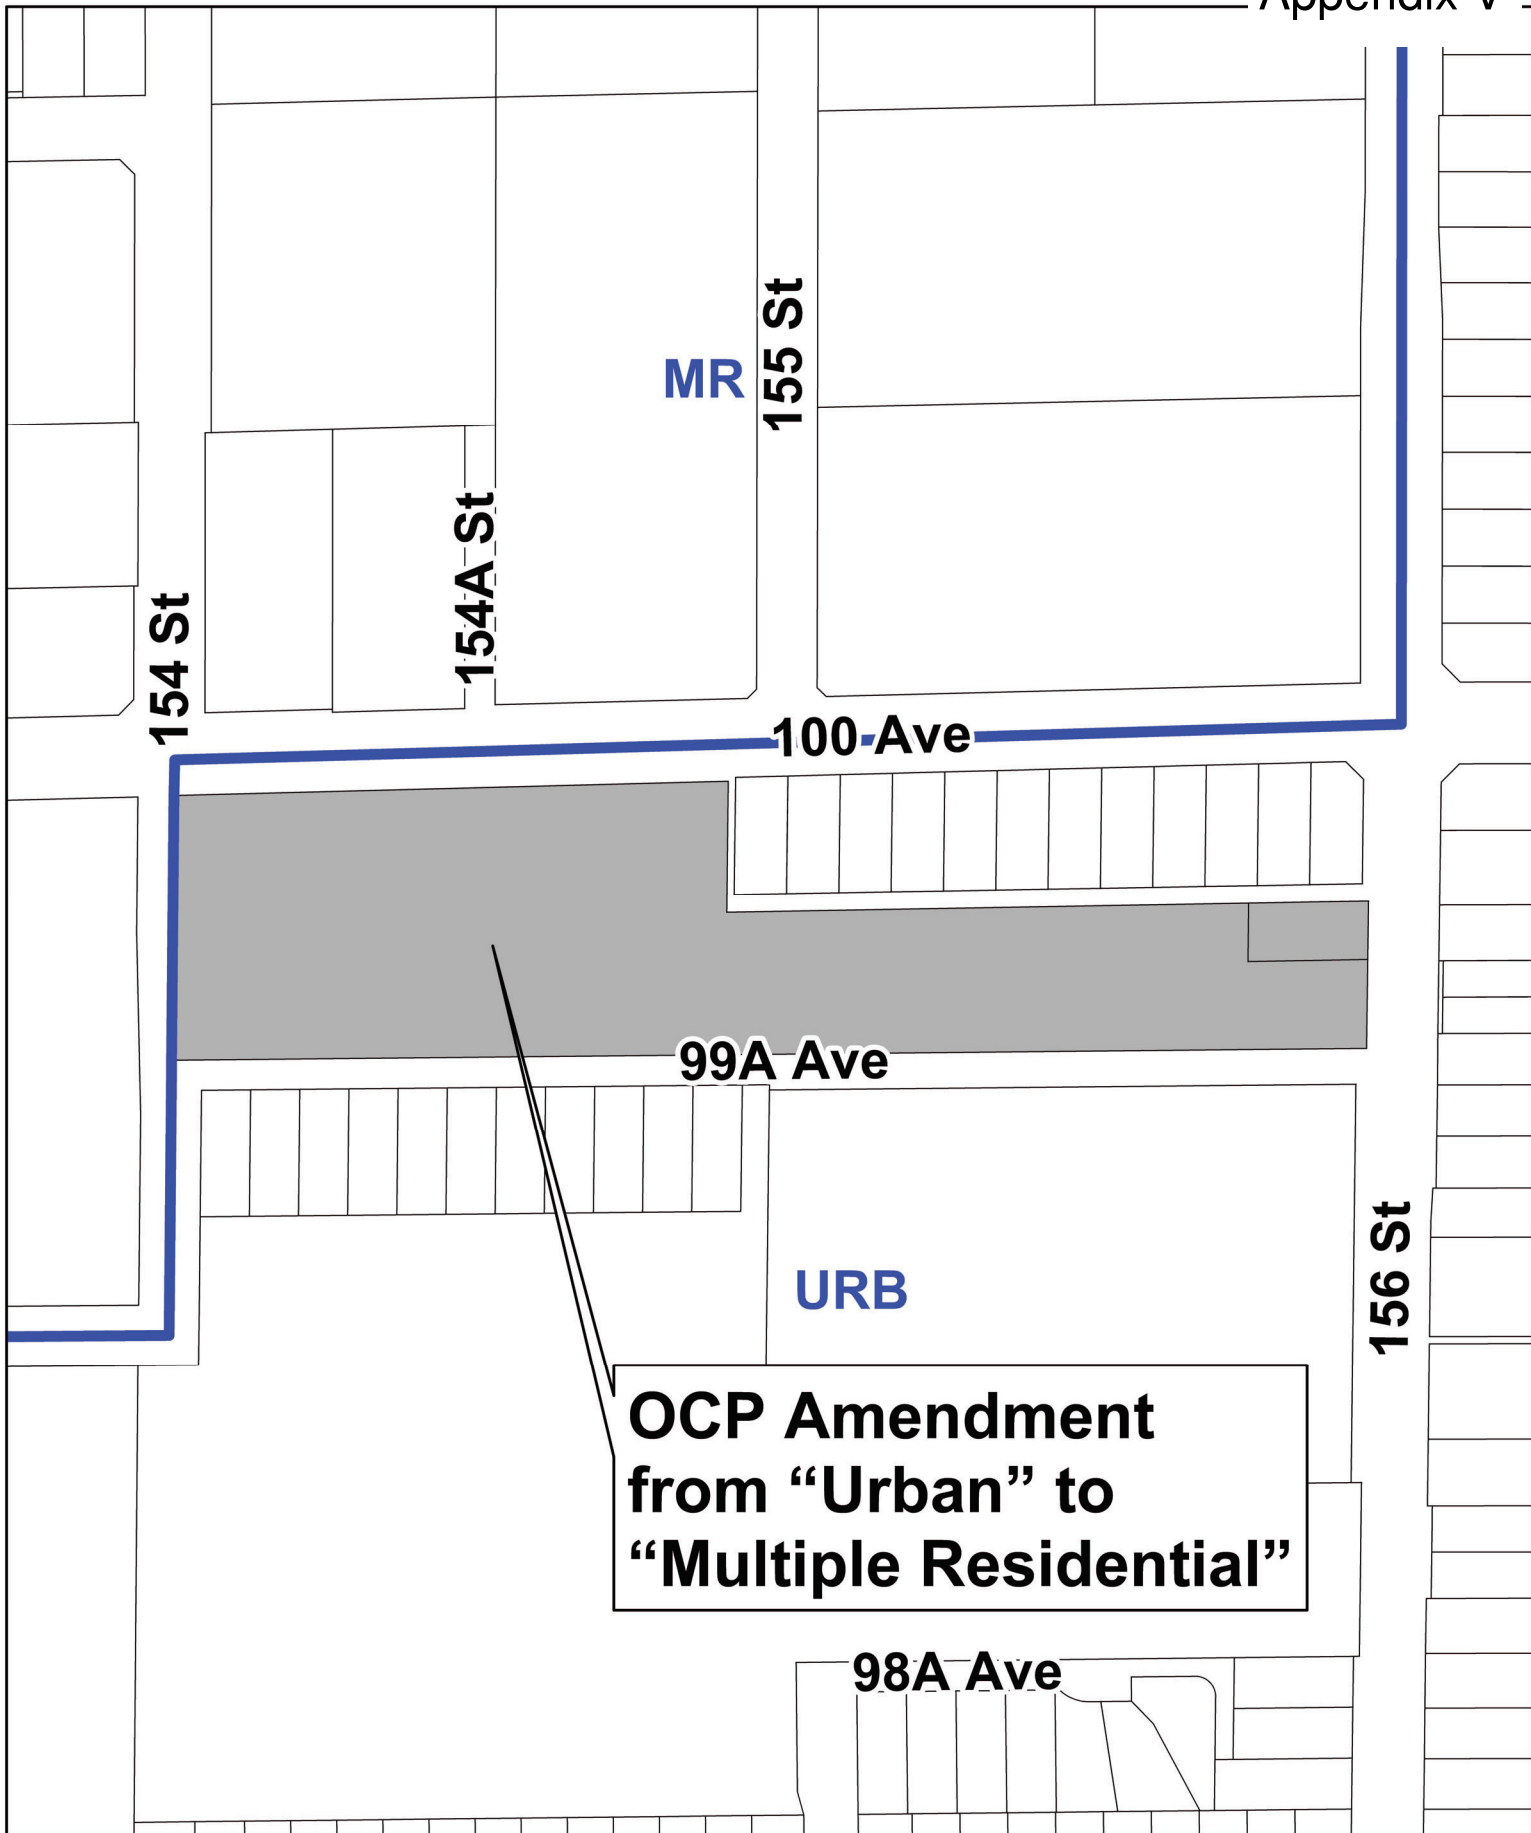 Appendix V
155 St
MR
154A St
154 St
100 Ave
99A Ave
156 St
URB
OCP Amendment
from “Urban” to
“Multiple Residential”
98A Ave